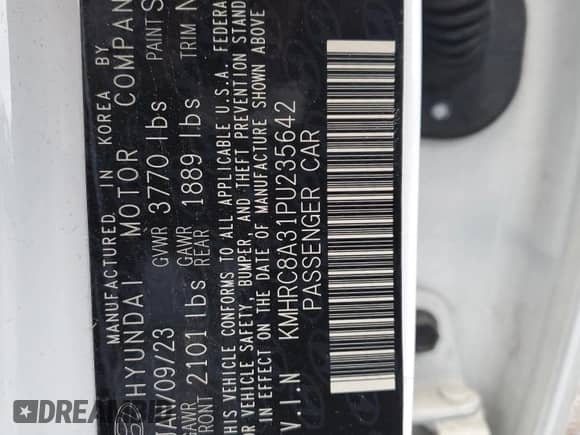 MANUFACTURED IN KOREA BY
HYUNDAI MOTOR COMPAN
JAN/09/23 GVWR 3770 lbs PAINT
GAWR FRONT 2101 lbs GAWR REAR 1889 lbs TRIM
THIS VEHICLE CONFORMS TO ALL APPLICABLE U.S.A. FEDERA
OR VEHICLE SAFETY, BUMPER, AND THEFT PREVENTION STAND
IN EFFECT ON THE DATE OF MANUFACTURE SHOWN ABOVE
V.I.N KMHRC8A31PU235642
PASSENGER CAR